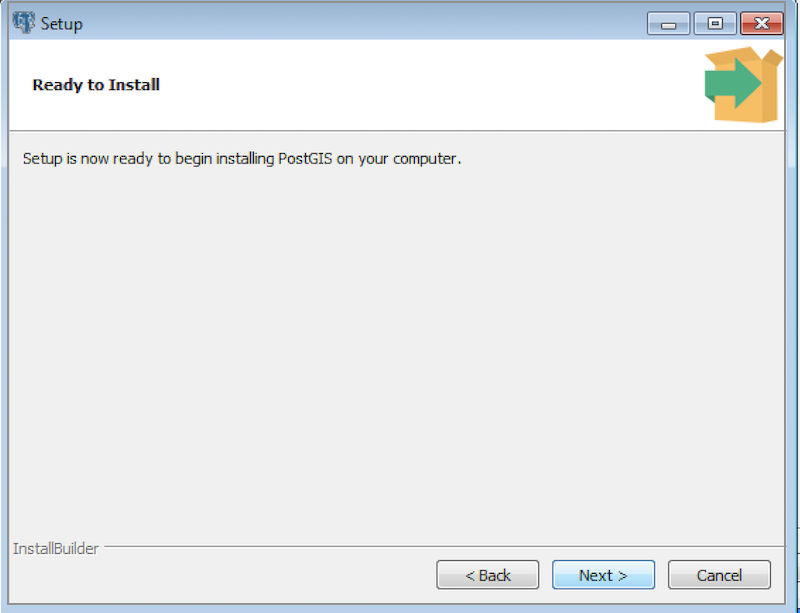 Setup
Ready to Install
Setup is now ready to begin installing PostGIS on your computer.
InstallBuilder
< Back
Next >
Cancel